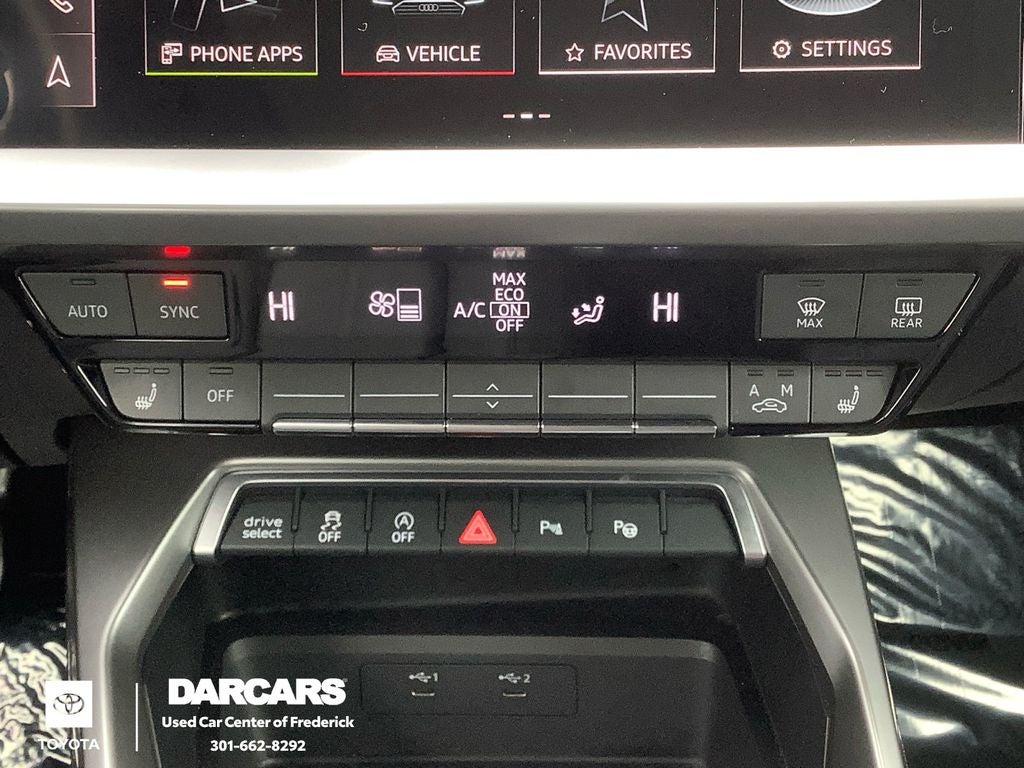 PHONE APPS
VEHICLE
FAVORITES
SETTINGS
AUTO
SYNC
HI
A/C
MAX
ECO
ON
OFF
HI
MAX
REAR
OFF
A M
drive
select
OFF
A
OFF
P
P
1
2
TOYOTA
DARCARS
Used Car Center of Frederick
301-662-8292